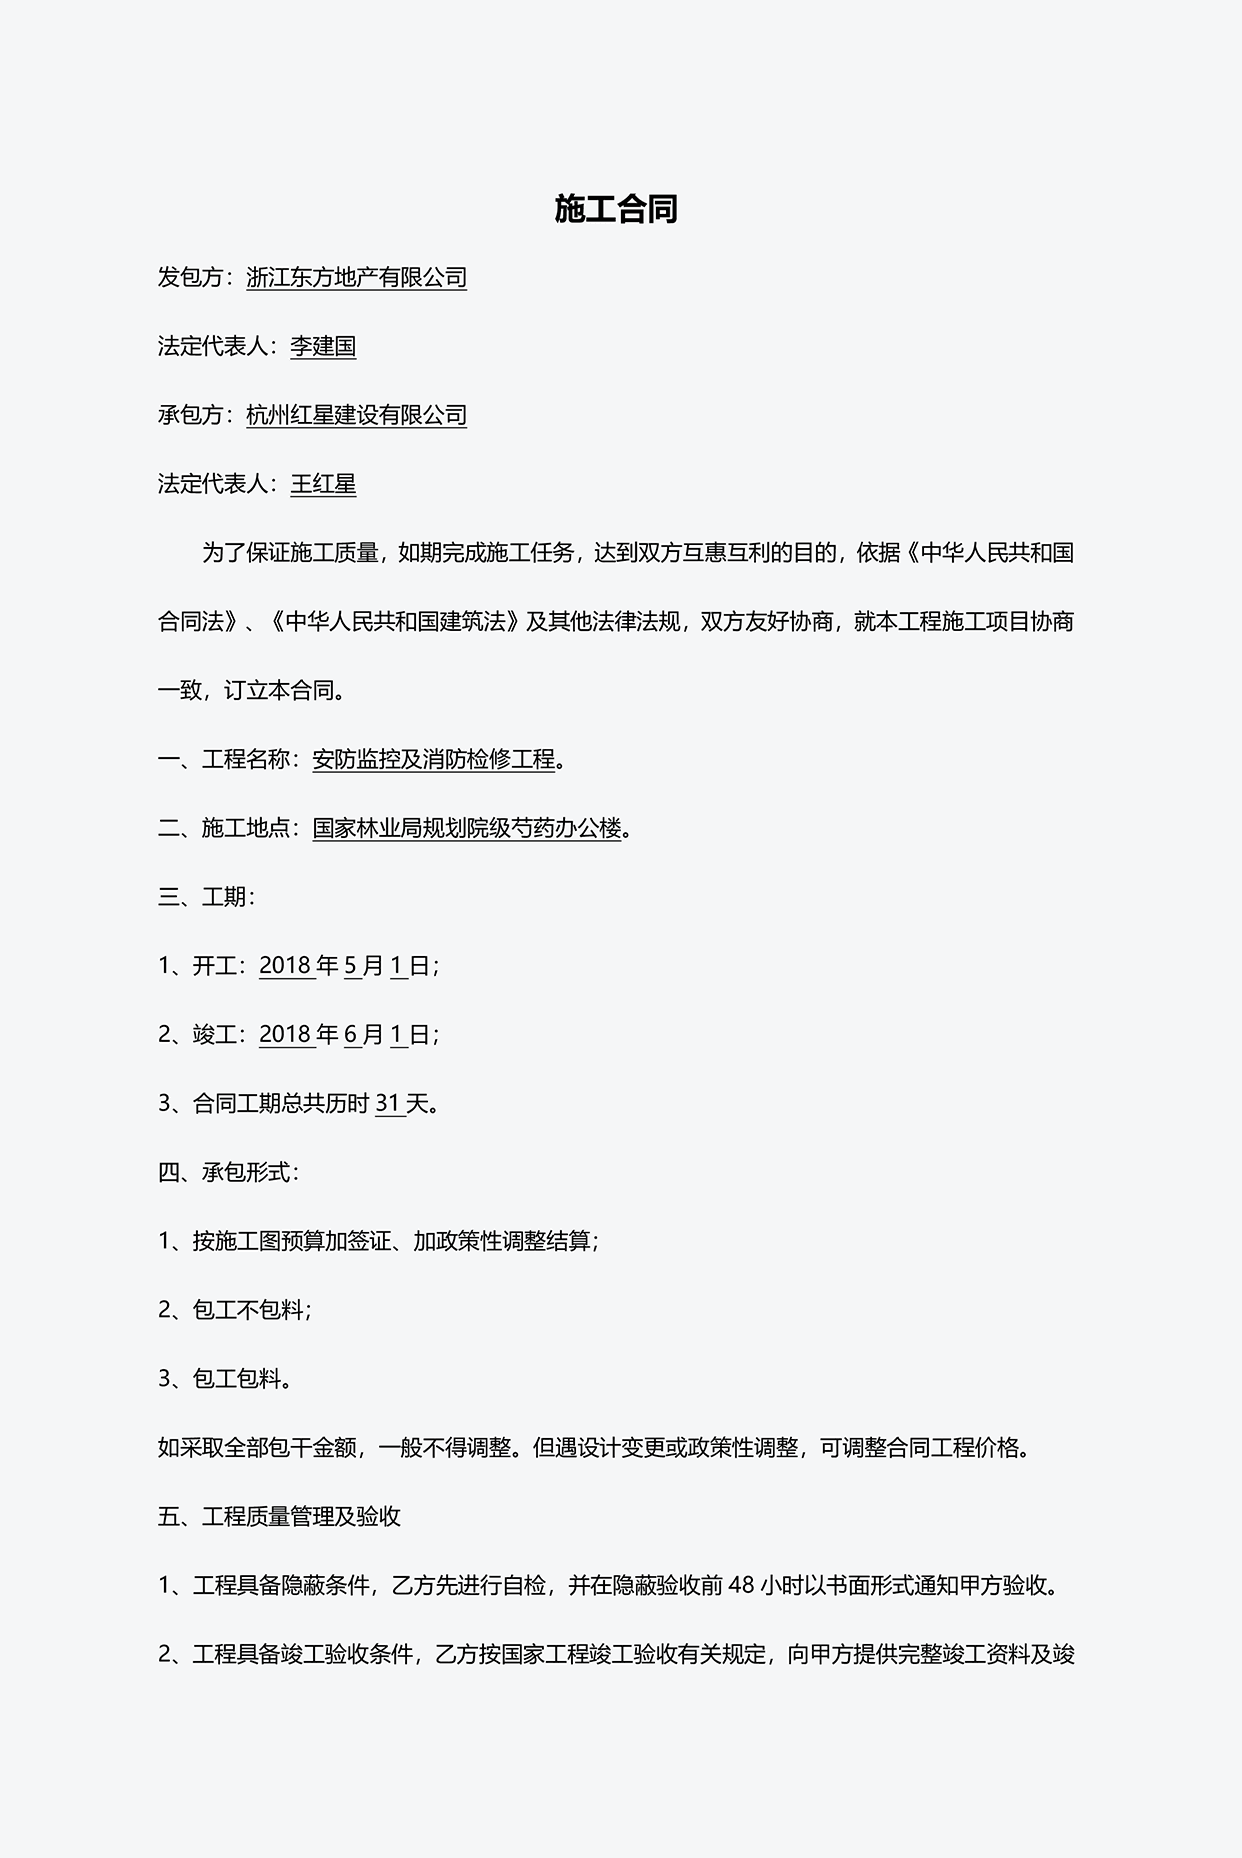 施工合同
发包方：浙江东方地产有限公司
法定代表人：李建国
承包方：杭州红星建设有限公司
法定代表人：王红星
为了保证施工质量，如期完成施工任务，达到双方互惠互利的目的，依据《中华人民共和国
合同法》、《中华人民共和国建筑法》及其他法律法规，双方友好协商，就本工程施工项目协商
一致，订立本合同。
一、工程名称：安防监控及消防检修工程。
二、施工地点：国家林业局规划院级芍药办公楼。
三、工期：
1、开工：2018 年 5 月 1 日；
2、竣工：2018 年 6 月 1 日；
3、合同工期总共历时 31 天。
四、承包形式：
1、按施工图预算加签证、加政策性调整结算；
2、包工不包料；
3、包工包料。
如采取全部包干金额，一般不得调整。但遇设计变更或政策性调整，可调整合同工程价格。
五、工程质量管理及验收
1、工程具备隐蔽条件，乙方先进行自检，并在隐蔽验收前 48 小时以书面形式通知甲方验收。
2、工程具备竣工验收条件，乙方按国家工程竣工验收有关规定，向甲方提供完整竣工资料及竣